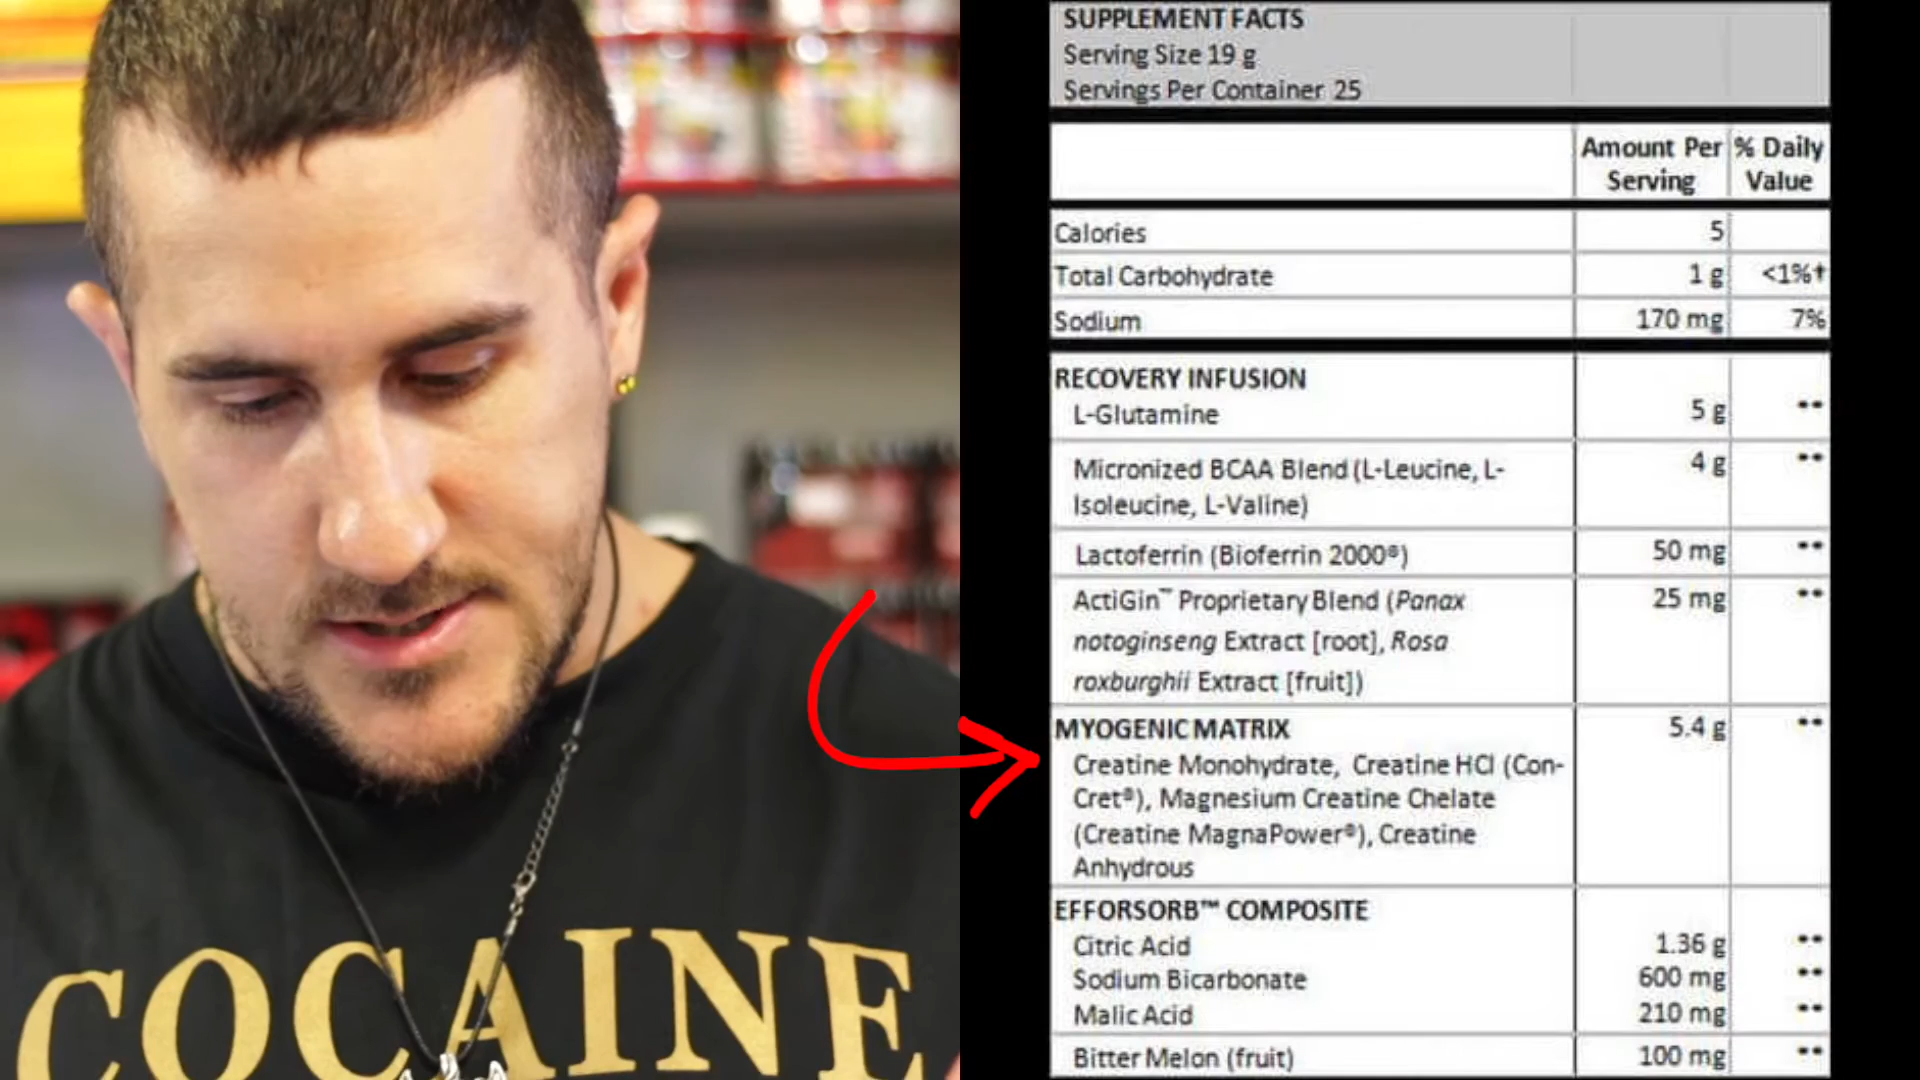 COCAINE
SUPPLEMENT FACTS
Serving Size 19 g
Servings Per Container 25
Amount Per % Daily
Serving Value
Calories 5
Total Carbohydrate 1 g <1%†
Sodium 170 mg 7%
RECOVERY INFUSION
L-Glutamine 5 g **
Micronized BCAA Blend (L-Leucine, L- 4 g **
Isoleucine, L-Valine)
Lactoferrin (Bioferrin 2000®) 50 mg **
ActiGin™ Proprietary Blend (Panax 25 mg **
notoginseng Extract [root], Rosa
roxburghii Extract [fruit])
MYOGENIC MATRIX 5.4 g **
Creatine Monohydrate, Creatine HCl (Con-
Cret®), Magnesium Creatine Chelate
(Creatine MagnaPower®), Creatine
Anhydrous
EFFORSORB™ COMPOSITE
Citric Acid 1.36 g **
Sodium Bicarbonate 600 mg **
Malic Acid 210 mg **
Bitter Melon (fruit) 100 mg **